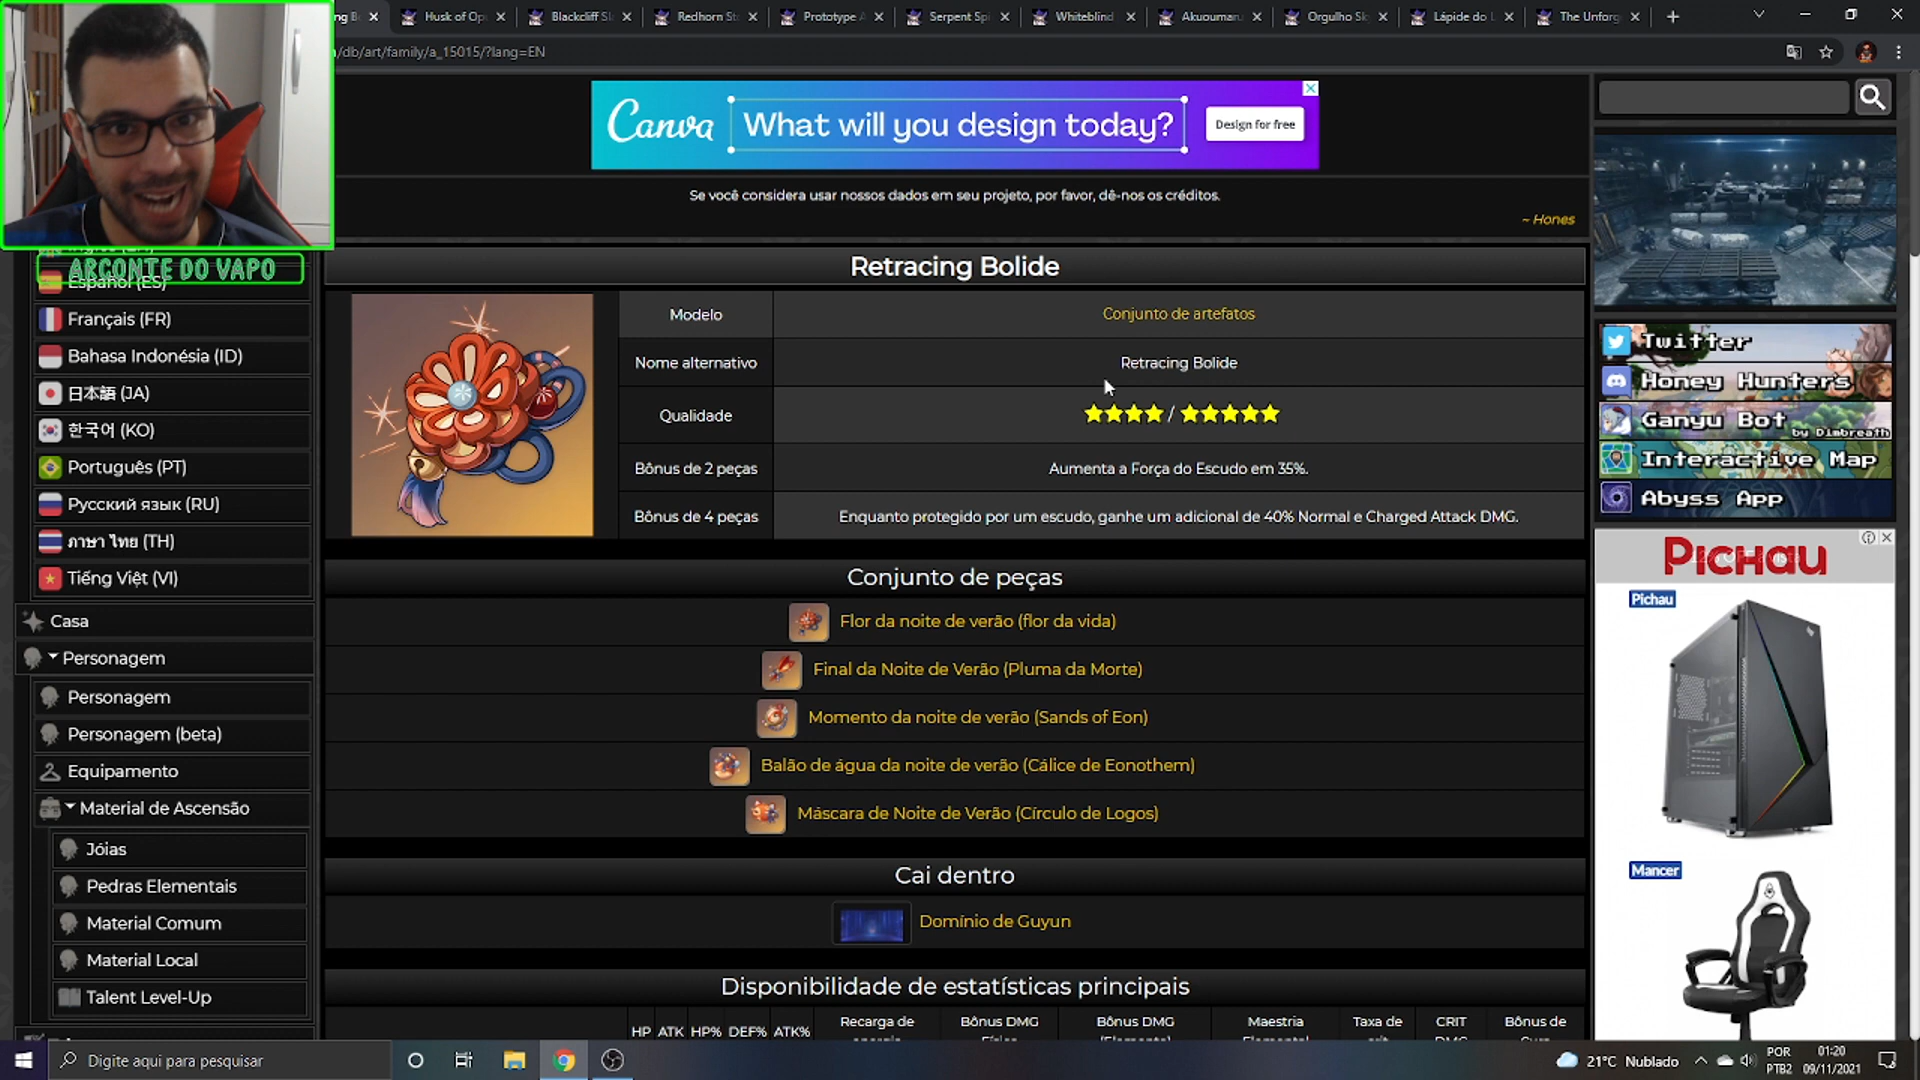 ng B
Husk of Op
Blackcliff Sl
Redhorn St
Prototype A
Serpent Spi
Whiteblind
Akuouman
Orgulho Sk
Lápide do L
The Unforg
/db/art/family/a_15015/?lang=EN
Canva
What will you design today?
Design for free
Se você considera usar nossos dados em seu projeto, por favor, dê-nos os créditos.
~ Hones
ARCONTE DO VAPO
Español (ES)
Français (FR)
Bahasa Indonésia (ID)
日本語 (JA)
한국어 (KO)
Português (PT)
Русский язык (RU)
ภาษา ไทย (TH)
Tiếng Việt (VI)
Casa
Personagem
Personagem
Personagem (beta)
Equipamento
Material de Ascensão
Jóias
Pedras Elementais
Material Comum
Material Local
Talent Level-Up
Retracing Bolide
Modelo
Conjunto de artefatos
Nome alternativo
Retracing Bolide
Qualidade
/
Bônus de 2 peças
Aumenta a Força do Escudo em 35%.
Bônus de 4 peças
Enquanto protegido por um escudo, ganhe um adicional de 40% Normal e Charged Attack DMG.
Conjunto de peças
Flor da noite de verão (flor da vida)
Final da Noite de Verão (Pluma da Morte)
Momento da noite de verão (Sands of Eon)
Balão de água da noite de verão (Cálice de Eonothem)
Máscara de Noite de Verão (Círculo de Logos)
Cai dentro
Domínio de Guyun
Disponibilidade de estatísticas principais
HP ATK HP% DEF% ATK%
Recarga de
Bônus DMG
Bônus DMG
Maestria
Taxa de
CRIT
Bônus de
Twitter
Honey Hunters
Ganyu Bot
by Dimbreath
Interactive Map
Abyss App
PICHAU
Pichau
Mancer
Digite aqui para pesquisar
21°C Nublado
POR
PTB2
01:20
09/11/2021